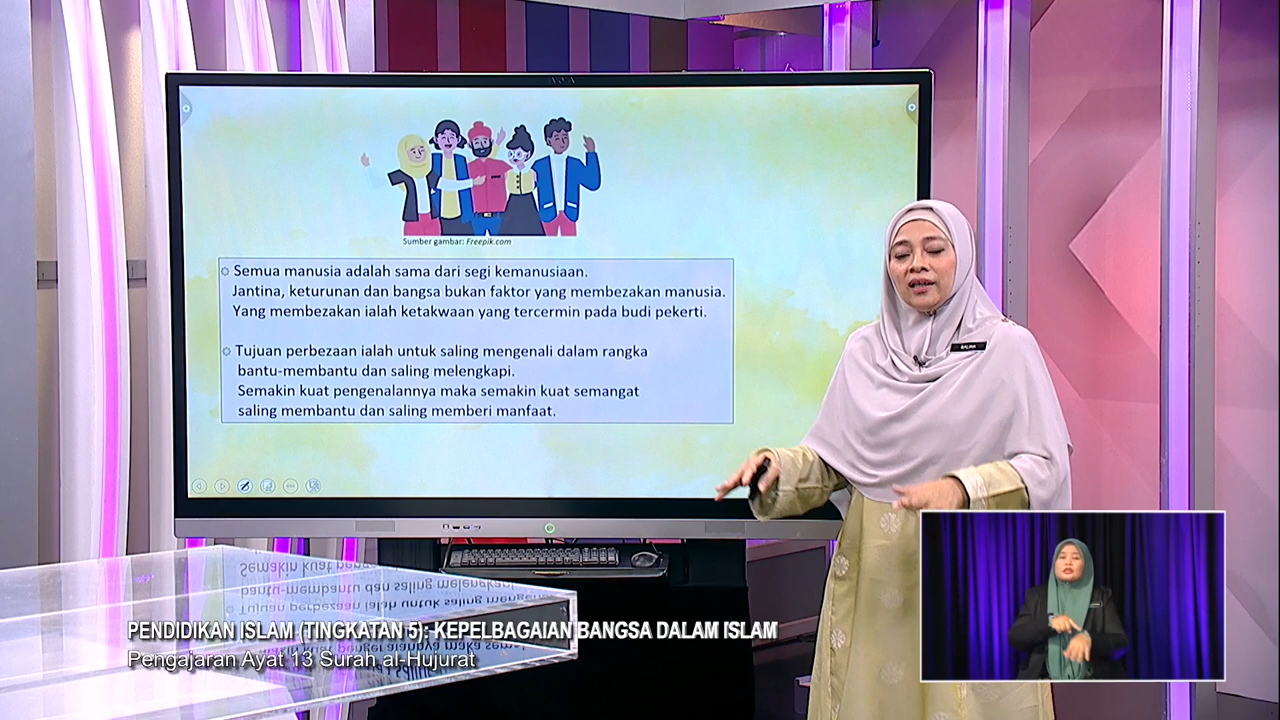 Sumber gambar: Freepik.com
Semua manusia adalah sama dari segi kemanusiaan.
Jantina, keturunan dan bangsa bukan faktor yang membezakan manusia.
Yang membezakan ialah ketakwaan yang tercermin pada budi pekerti.
Tujuan perbezaan ialah untuk saling mengenali dalam rangka
bantu-membantu dan saling melengkapi.
Semakin kuat pengenalannya maka semakin kuat semangat
saling membantu dan saling memberi manfaat.
PENDIDIKAN ISLAM (TINGKATAN 5): KEPELBAGAIAN BANGSA DALAM ISLAM
Pengajaran Ayat 13 Surah al-Hujurat